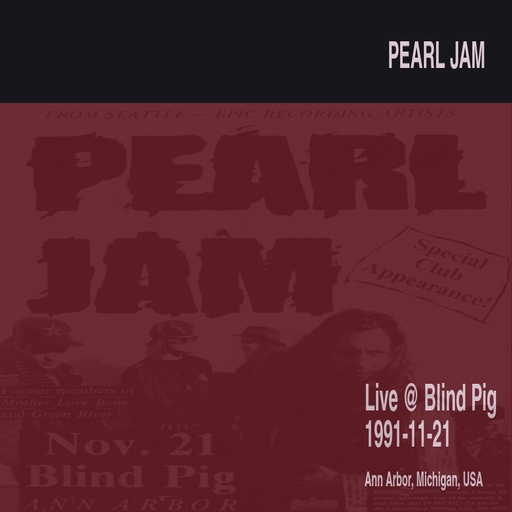 PEARL JAM
FROM SEATTLE — EPIC RECORDING ARTISTS
PEARL
JAM
Special
Club
Appearance!
Former members of
Mother Love Bone
and Green River
Nov. 21
Blind Pig
ANN ARBOR
Live @ Blind Pig
1991-11-21
Ann Arbor, Michigan, USA